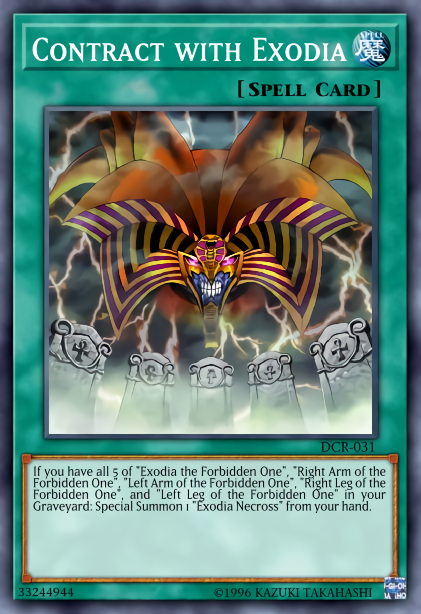 CONTRACT WITH EXODIA 魔
[SPELL CARD]
DCR-031
If you have all 5 of "Exodia the Forbidden One", "Right Arm of the
Forbidden One", "Left Arm of the Forbidden One", "Right Leg of the
Forbidden One", and "Left Leg of the Forbidden One" in your
Graveyard: Special Summon 1 "Exodia Necross" from your hand.
33244944 ©1996 KAZUKI TAKAHASHI